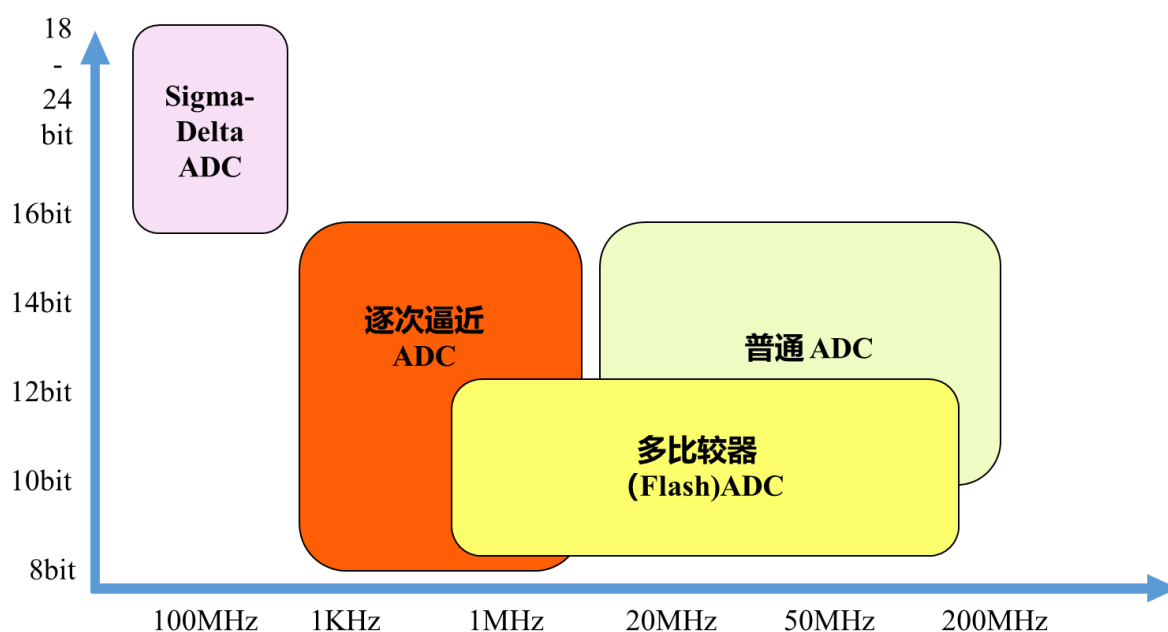 18
-
24
bit
Sigma-
Delta
ADC
16bit
14bit
逐次逼近
ADC
普通 ADC
12bit
多比较器
（Flash)ADC
10bit
8bit
100MHz
1KHz
1MHz
20MHz
50MHz
200MHz